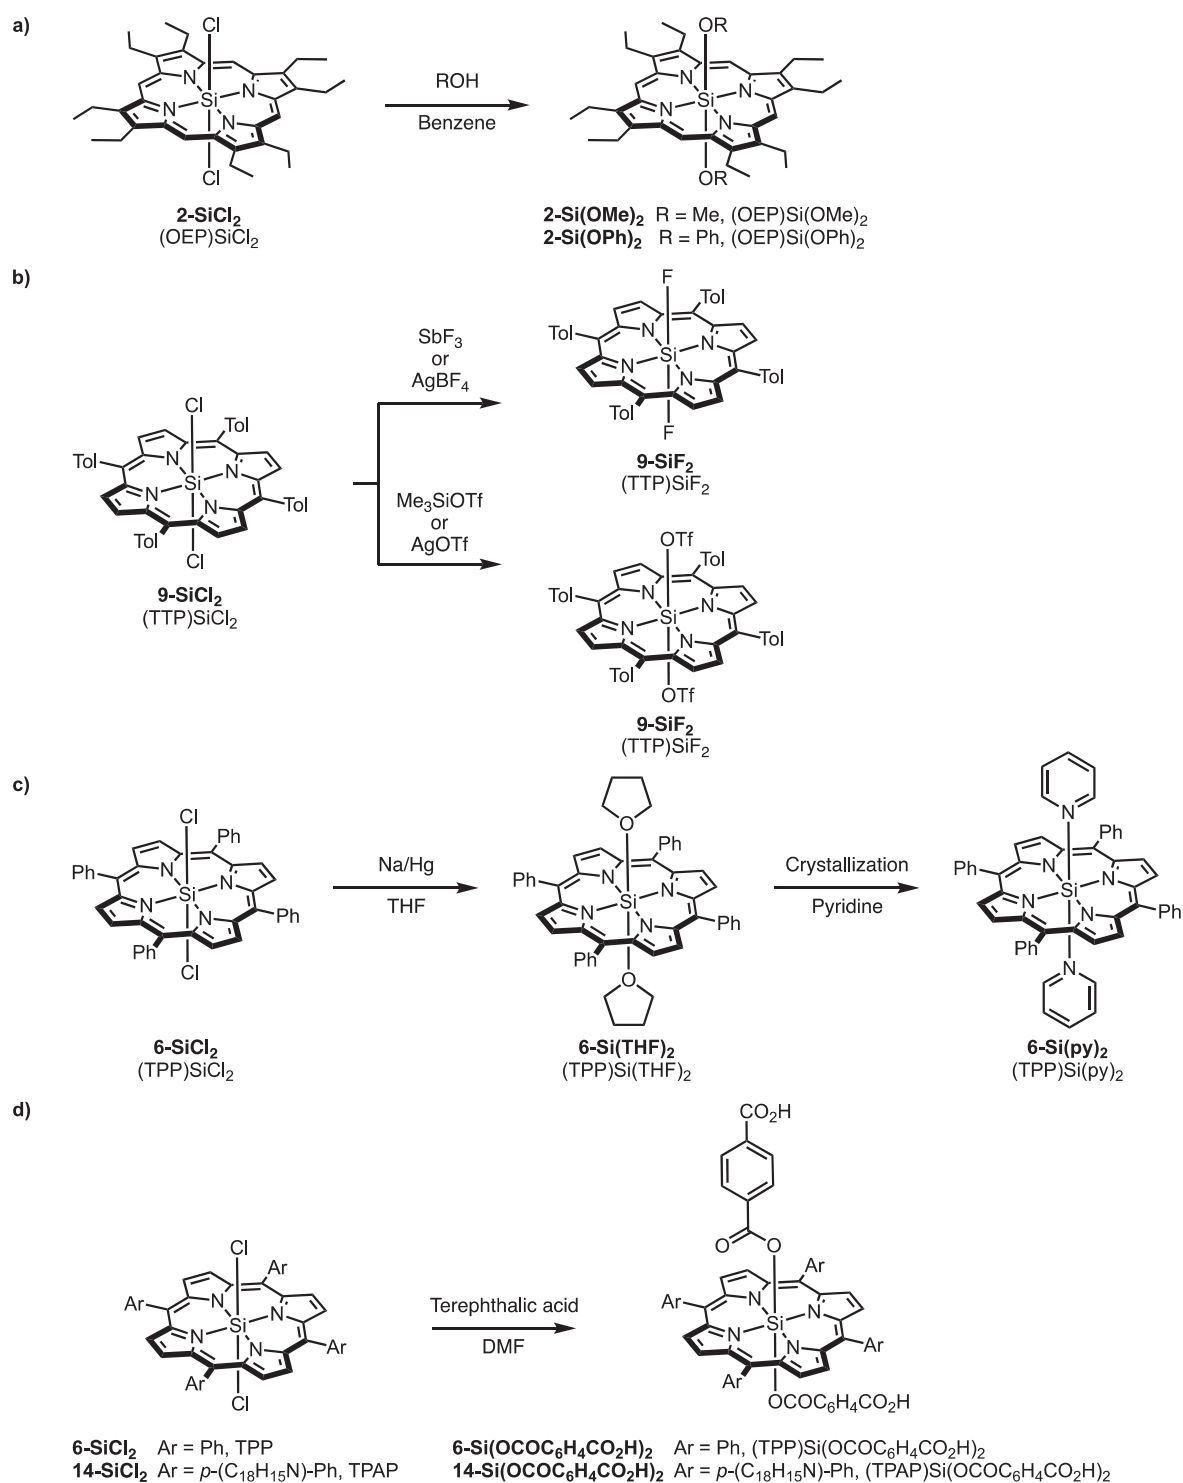 a)
Cl
N
N
Si
N
N
Cl
2-SiCl2
(OEP)SiCl2
ROH
Benzene
OR
N
N
Si
N
N
OR
2-Si(OMe)2 R = Me, (OEP)Si(OMe)2
2-Si(OPh)2 R = Ph, (OEP)Si(OPh)2
b)
Cl
Tol
Tol
N
N
Si
N
N
Tol
Tol
Cl
9-SiCl2
(TTP)SiCl2
SbF3
or
AgBF4
F
Tol
Tol
N
N
Si
N
N
Tol
Tol
F
9-SiF2
(TTP)SiF2
Me3SiOTf
or
AgOTf
OTf
Tol
Tol
N
N
Si
N
N
Tol
Tol
OTf
9-SiF2
(TTP)SiF2
c)
Cl
Ph
Ph
N
N
Si
N
N
Ph
Ph
Cl
6-SiCl2
(TPP)SiCl2
Na/Hg
THF
O
Ph
Ph
N
N
Si
N
N
Ph
Ph
O
6-Si(THF)2
(TPP)Si(THF)2
Crystallization
Pyridine
N
Ph
Ph
N
N
Si
N
N
Ph
Ph
N
6-Si(py)2
(TPP)Si(py)2
d)
Cl
Ar
Ar
N
N
Si
N
N
Ar
Ar
Cl
6-SiCl2 Ar = Ph, TPP
14-SiCl2 Ar = p-(C18H15N)-Ph, TPAP
Terephthalic acid
DMF
CO2H
O
O
Ar
Ar
N
N
Si
N
N
Ar
Ar
OCOC6H4CO2H
6-Si(OCOC6H4CO2H)2 Ar = Ph, (TPP)Si(OCOC6H4CO2H)2
14-Si(OCOC6H4CO2H)2 Ar = p-(C18H15N)-Ph, (TPAP)Si(OCOC6H4CO2H)2